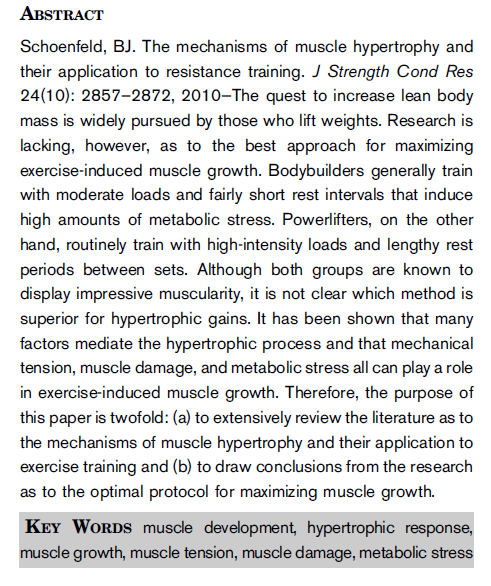 ABSTRACT
Schoenfeld, BJ. The mechanisms of muscle hypertrophy and
their application to resistance training. J Strength Cond Res
24(10): 2857–2872, 2010—The quest to increase lean body
mass is widely pursued by those who lift weights. Research is
lacking, however, as to the best approach for maximizing
exercise-induced muscle growth. Bodybuilders generally train
with moderate loads and fairly short rest intervals that induce
high amounts of metabolic stress. Powerlifters, on the other
hand, routinely train with high-intensity loads and lengthy rest
periods between sets. Although both groups are known to
display impressive muscularity, it is not clear which method is
superior for hypertrophic gains. It has been shown that many
factors mediate the hypertrophic process and that mechanical
tension, muscle damage, and metabolic stress all can play a role
in exercise-induced muscle growth. Therefore, the purpose of
this paper is twofold: (a) to extensively review the literature as to
the mechanisms of muscle hypertrophy and their application to
exercise training and (b) to draw conclusions from the research
as to the optimal protocol for maximizing muscle growth.
KEY WORDS muscle development, hypertrophic response,
muscle growth, muscle tension, muscle damage, metabolic stress